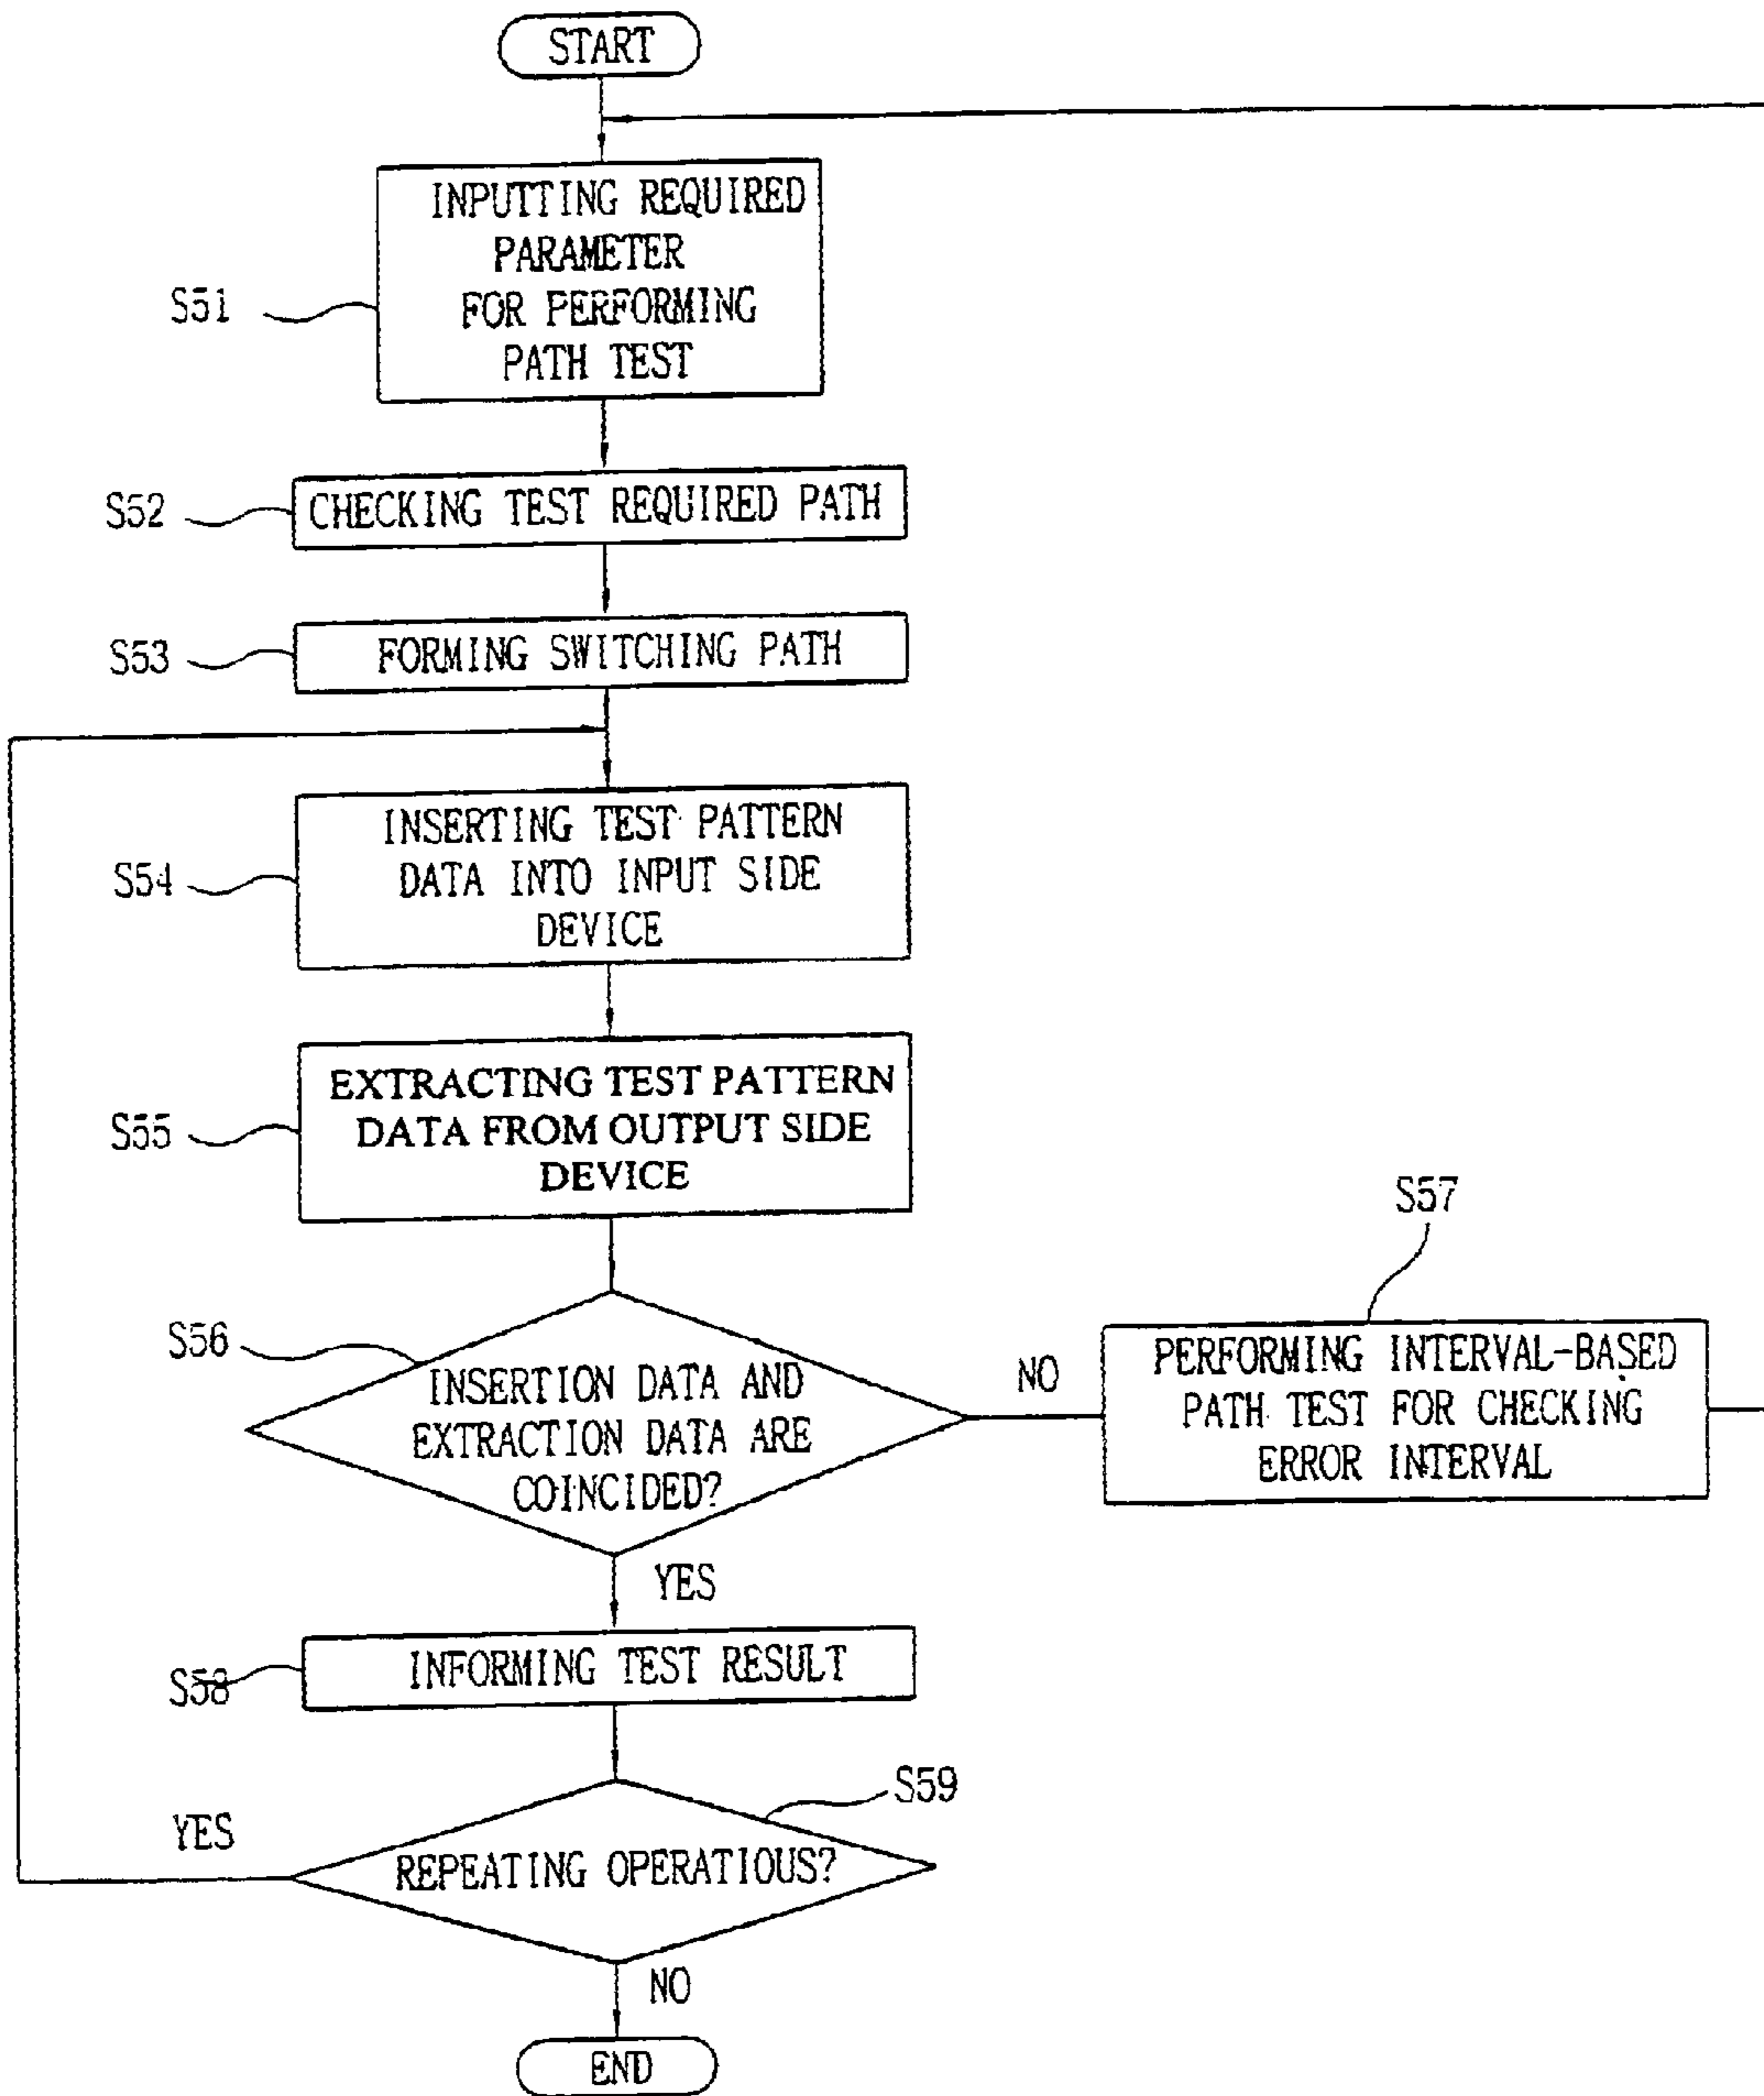 START
INPUTTING REQUIRED
PARAMETER
FOR PERFORMING
PATH TEST
S51
S52
CHECKING TEST REQUIRED PATH
S53
FORMING SWITCHING PATH
INSERTING TEST PATTERN
DATA INTO INPUT SIDE
DEVICE
S54
EXTRACTING TEST PATTERN
DATA FROM OUTPUT SIDE
DEVICE
S55
S56
INSERTION DATA AND
EXTRACTION DATA ARE
COINCIDED?
NO
S57
PERFORMING INTERVAL-BASED
PATH TEST FOR CHECKING
ERROR INTERVAL
YES
S58
INFORMING TEST RESULT
S59
YES
REPEATING OPERATIOUS?
NO
END